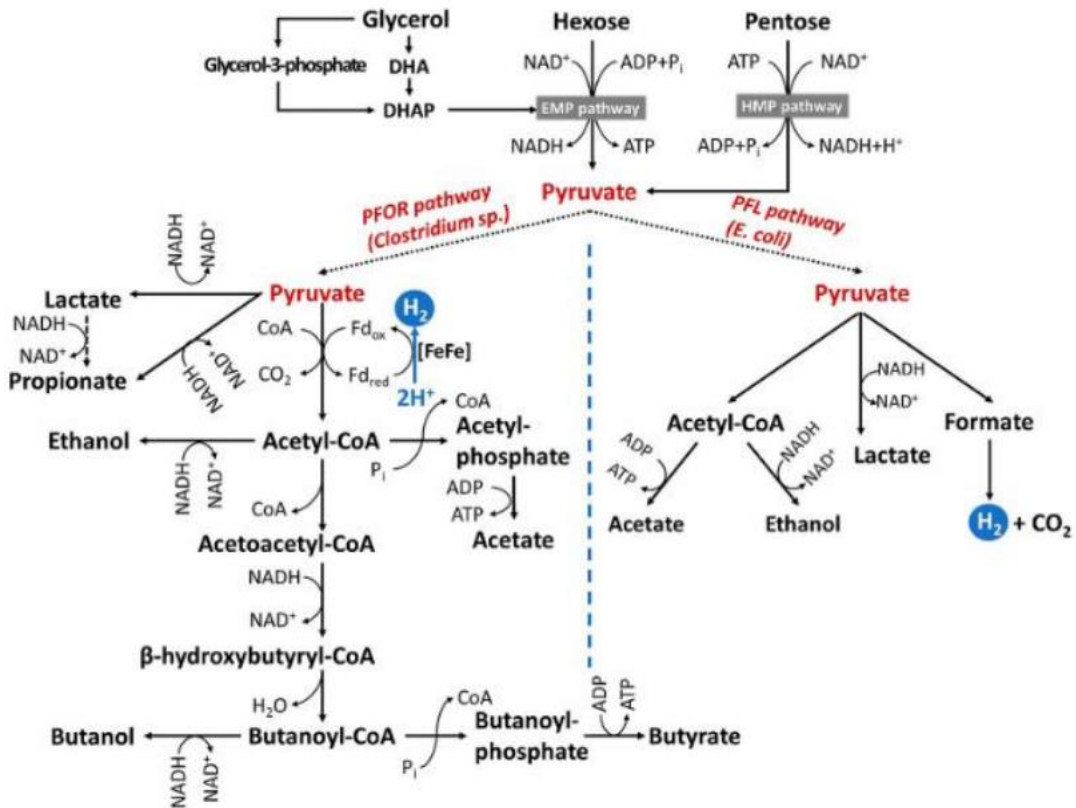 Glycerol
Hexose
Pentose
Glycerol-3-phosphate
DHA
NAD⁺
ADP+Pᵢ
ATP
NAD⁺
DHAP
EMP pathway
HMP pathway
NADH
ATP
ADP+Pᵢ
NADH+H⁺
Pyruvate
PFOR pathway
(Clostridium sp.)
PFL pathway
(E. coli)
NADH
NAD⁺
Lactate
Pyruvate
H₂
Pyruvate
NADH
NAD⁺
Propionate
NADH
NAD⁺
CoA
CO₂
Fdₒₓ
Fd_red
[FeFe]
2H⁺
NADH
NAD⁺
Ethanol
NADH
NAD⁺
Acetyl-CoA
Pᵢ
CoA
Acetyl-
phosphate
ADP
ATP
Acetate
Acetyl-CoA
Lactate
Formate
ADP
ATP
NADH
NAD⁺
Acetate
Ethanol
H₂ + CO₂
CoA
Acetoacetyl-CoA
NADH
NAD⁺
β-hydroxybutyryl-CoA
H₂O
Butanol
NADH
NAD⁺
Butanoyl-CoA
Pᵢ
CoA
Butanoyl-
phosphate
ADP
ATP
Butyrate